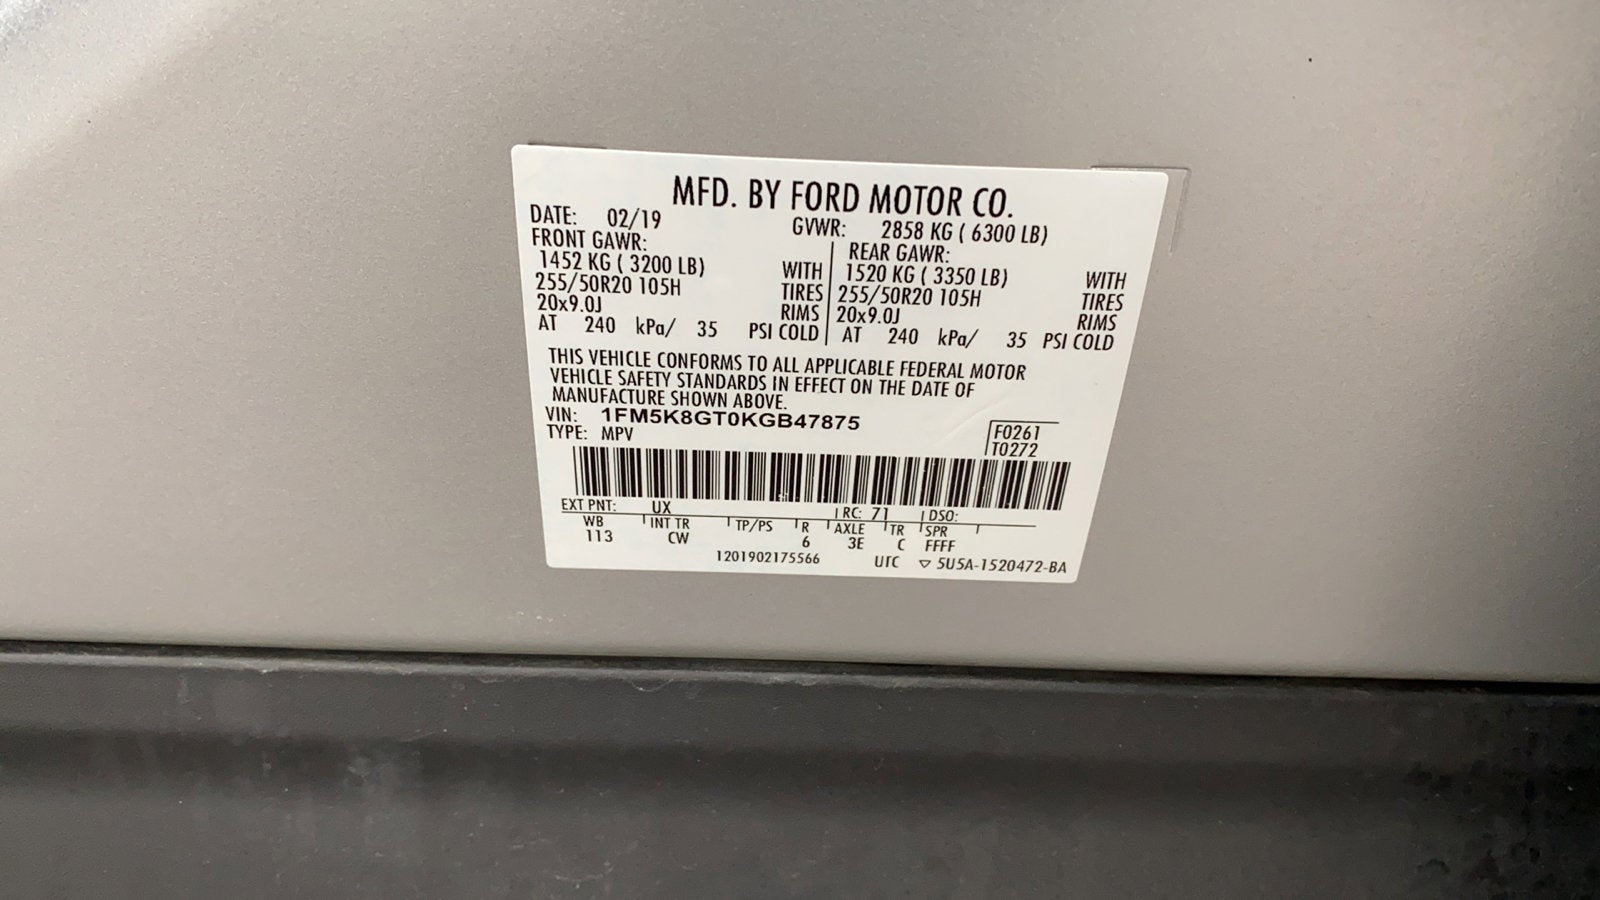 MFD. BY FORD MOTOR CO.
DATE: 02/19 GVWR: 2858 KG ( 6300 LB)
FRONT GAWR: REAR GAWR:
1452 KG ( 3200 LB) WITH 1520 KG ( 3350 LB) WITH
255/50R20 105H TIRES 255/50R20 105H TIRES
20x9.0J RIMS 20x9.0J RIMS
AT 240 kPa/ 35 PSI COLD AT 240 kPa/ 35 PSI COLD
THIS VEHICLE CONFORMS TO ALL APPLICABLE FEDERAL MOTOR
VEHICLE SAFETY STANDARDS IN EFFECT ON THE DATE OF
MANUFACTURE SHOWN ABOVE.
VIN: 1FM5K8GT0KGB47875
TYPE: MPV F0261
T0272
EXT PNT: UX RC: 71 DSO:
WB INT TR TP/PS R AXLE TR SPR
113 CW 6 3E C FFFF
1201902175566 UTC ▽ 5U5A-1520472-BA